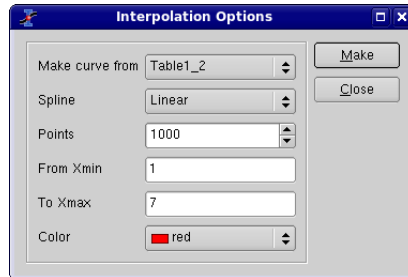 Interpolation Options
Make curve from Table1_2
Make
Spline Linear
Close
Points 1000
From Xmin 1
To Xmax 7
Color red